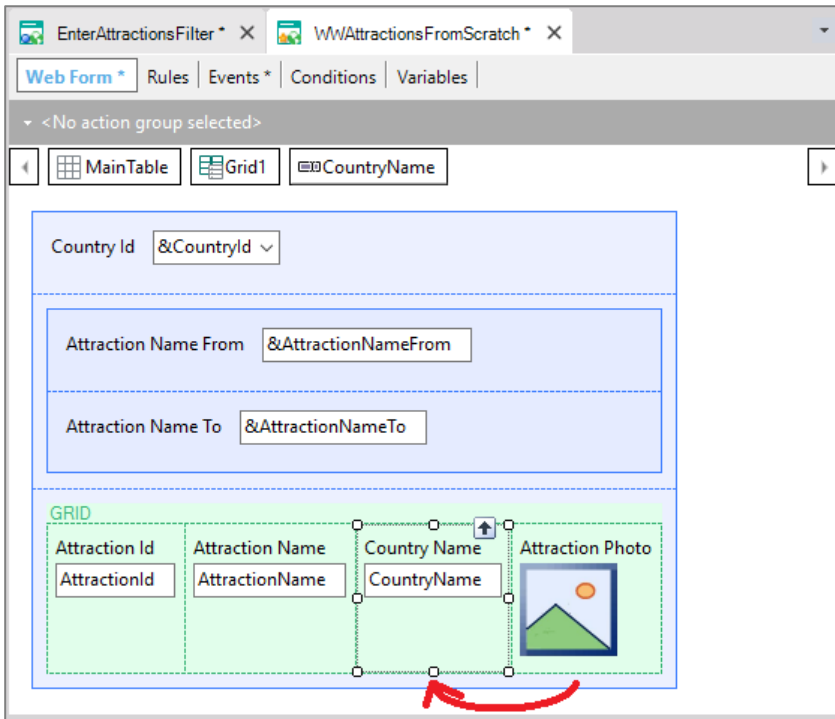 EnterAttractionsFilter * WWAttractionsFromScratch *
Web Form * Rules Events * Conditions Variables
<No action group selected>
MainTable Grid1 CountryName
Country Id &CountryId
Attraction Name From &AttractionNameFrom
Attraction Name To &AttractionNameTo
GRID
Attraction Id Attraction Name Country Name Attraction Photo
AttractionId AttractionName CountryName